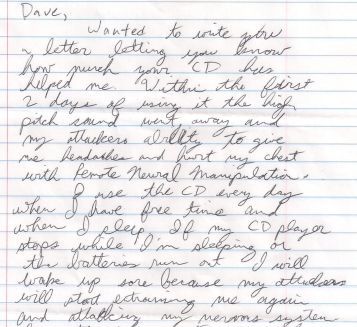 Dave,
Wanted to write you
a letter letting you know
how much your CD has
helped me. Within the first
2 days of using it the high
pitch sound went away and
my attackers ability to give
me headaches and hurt my chest
with Remote Neural Manipulation.
I use the CD every day
when I have free time and
when I sleep. If my CD player
stops while I'm sleeping or
the batteries run out I will
wake up sore because my attackers
will start straining me again
and attacking my nervous system